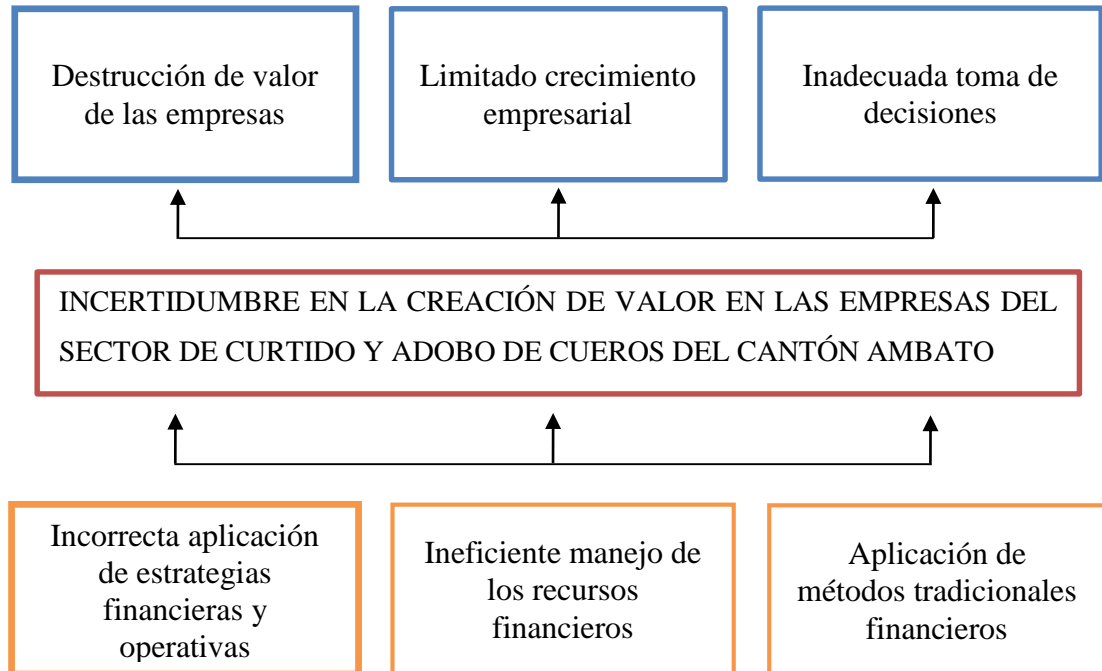 Destrucción de valor
de las empresas
Limitado crecimiento
empresarial
Inadecuada toma de
decisiones
INCERTIDUMBRE EN LA CREACIÓN DE VALOR EN LAS EMPRESAS DEL
SECTOR DE CURTIDO Y ADOBO DE CUEROS DEL CANTÓN AMBATO
Incorrecta aplicación
de estrategias
financieras y
operativas
Ineficiente manejo de
los recursos
financieros
Aplicación de
métodos tradicionales
financieros